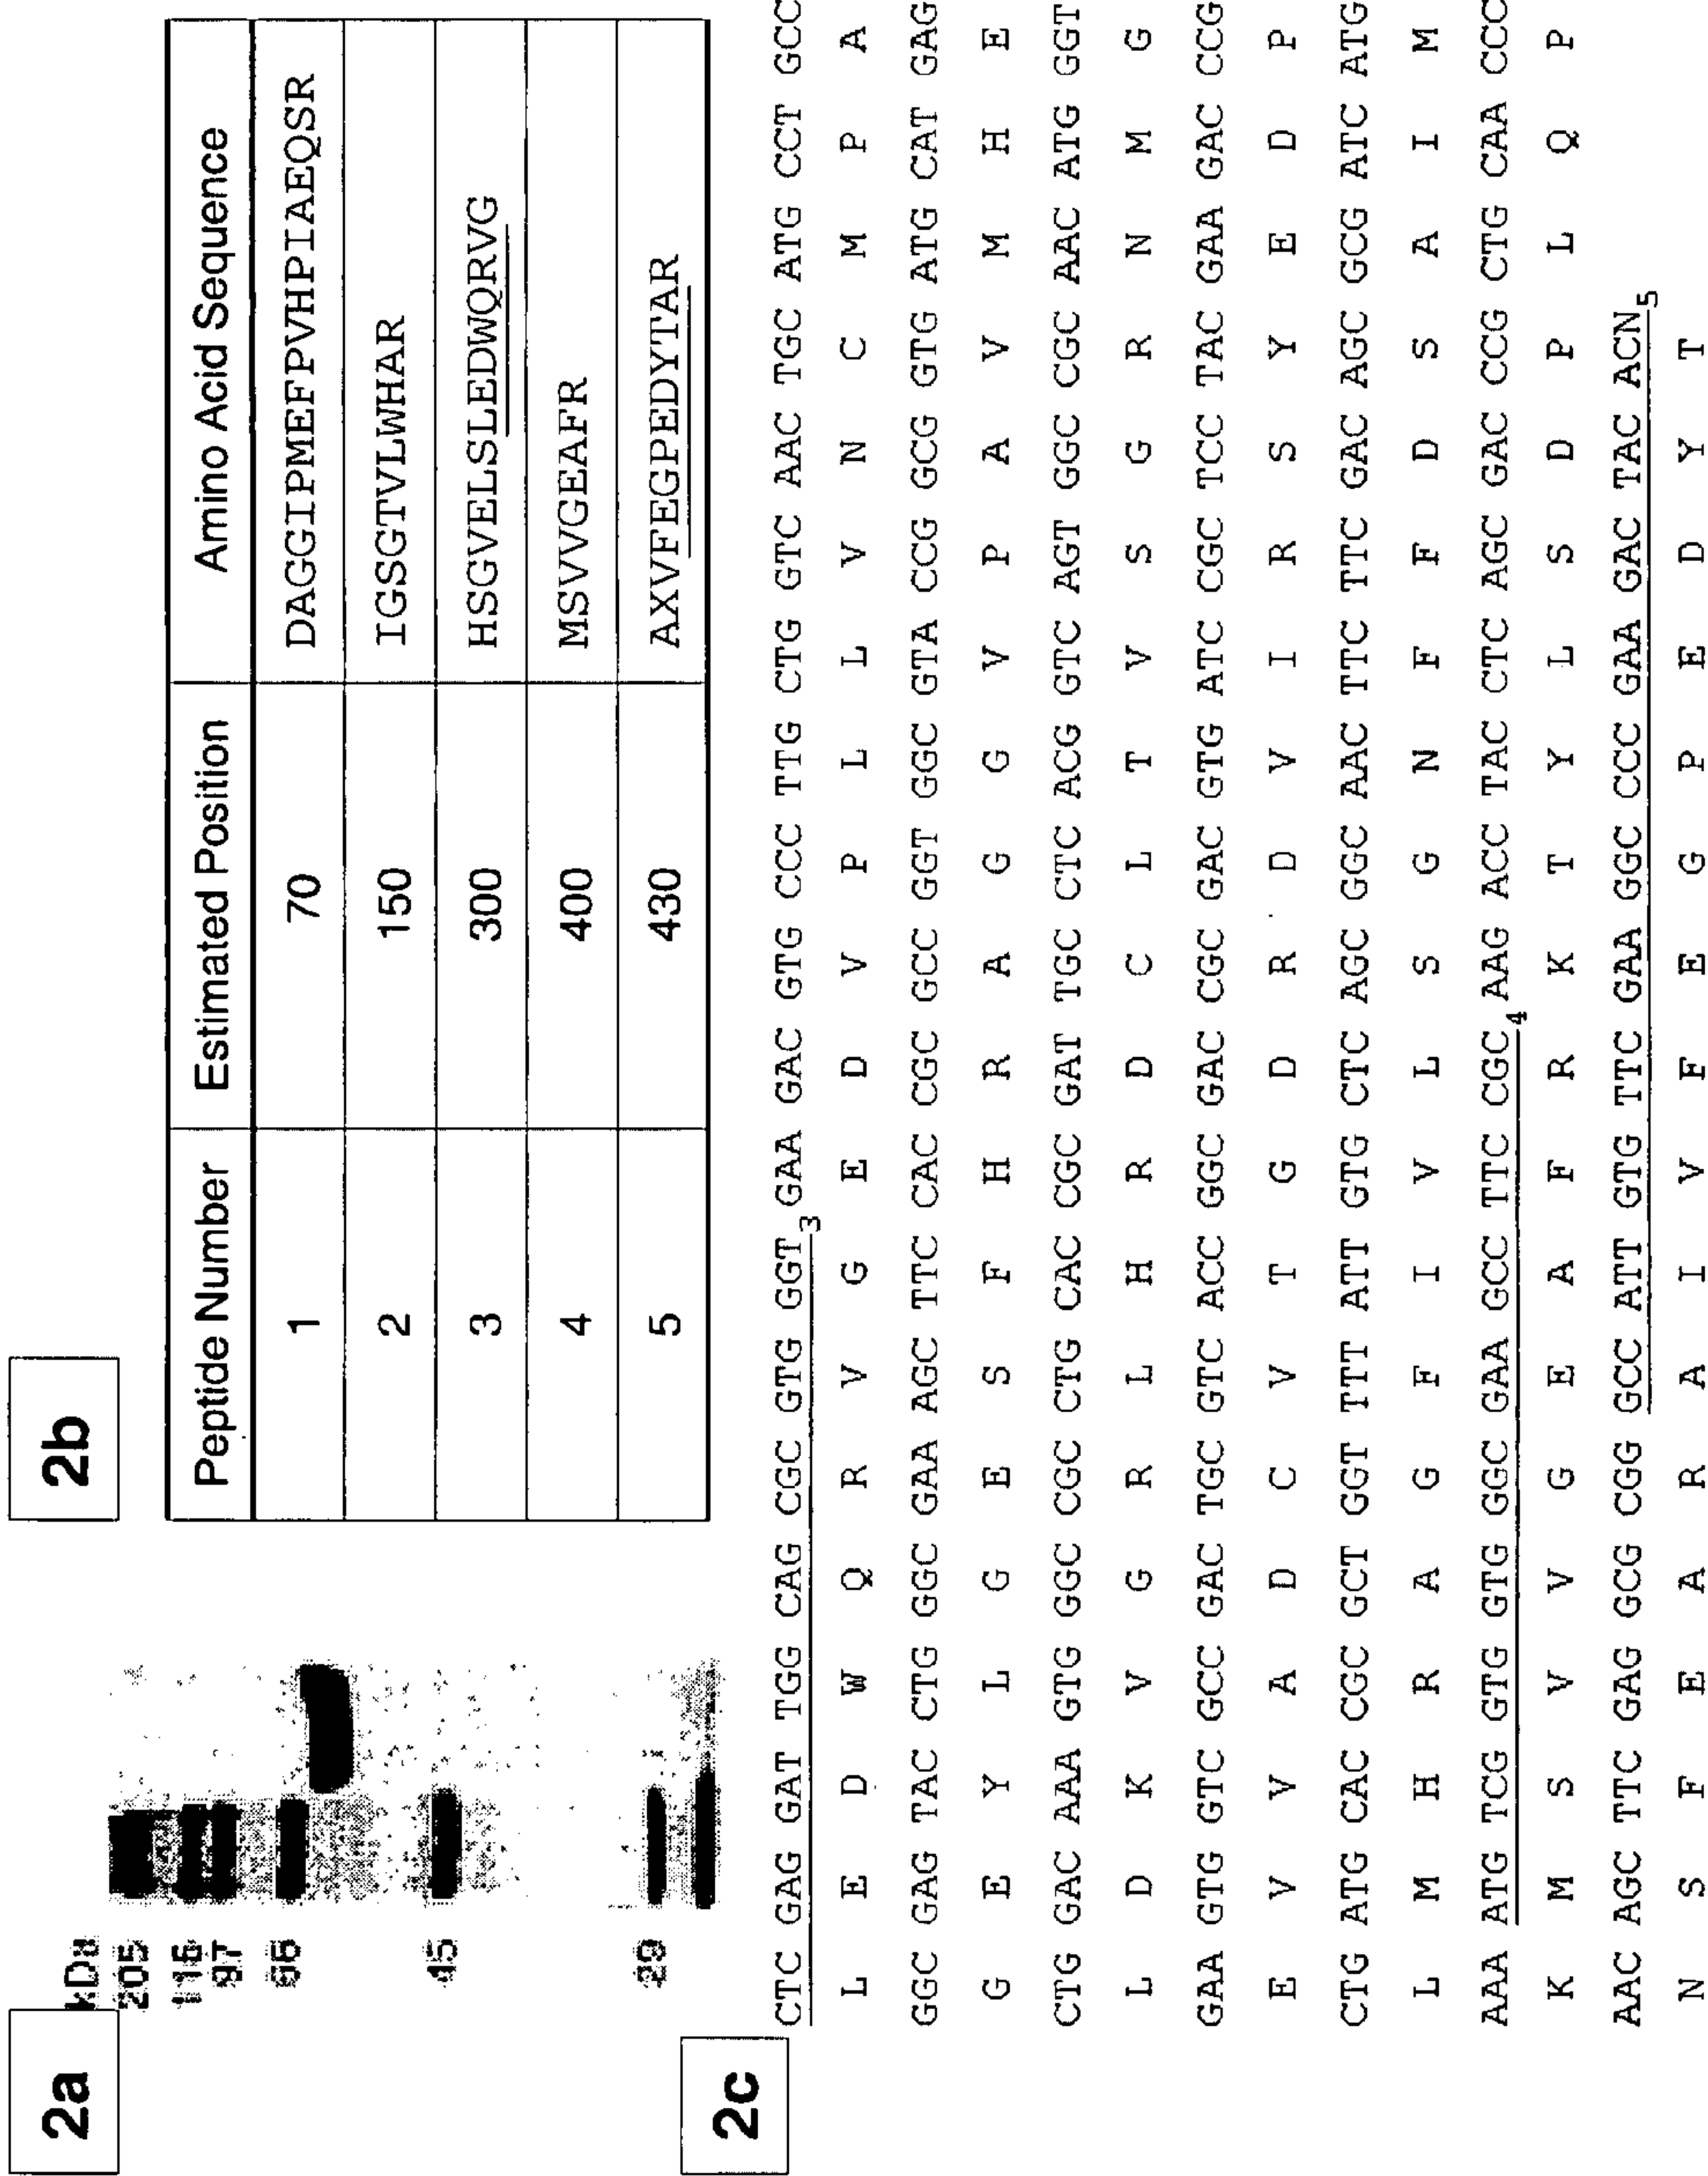 2a
kDa
205
116
97
66
45
29
2b
Peptide Number Estimated Position Amino Acid Sequence
1 70 DAGGIPMEFPVHPIAEQSR
2 150 IGSGTVLWHAR
3 300 HSGVELSLEDWQRVG
4 400 MSVVGEAFR
5 430 AXVFEGPEDYTAR
2c
CTC GAG GAT TGG CAG CGC GTG GGT 3 GAA GAC GTG CCC TTG CTG GTC AAC TGC ATG CCT GCC
L E D W Q R V G E D V P L L V N C M P A
GGC GAG TAC CTG GGC GAA AGC TTC CAC CGC GCC GGT GGC GTA CCG GCG GTG ATG CAT GAG
G E Y L G E S F H R A G G V P A V M H E
CTG GAC AAA GTG GGC CGC CTG CAC CGC GAT TGC CTC ACG GTC AGT GGC CGC AAC ATG GGT
L D K V G R L H R D C L T V S G R N M G
GAA GTG GTC GCC GAC TGC GTC ACC GGC GAC CGC GAC GTG ATC CGC TCC TAC GAA GAC CCG
E V V A D C V T G D R D V I R S Y E D P
CTG ATG CAC CGC GCT GGT TTT ATT GTG CTC AGC GGC AAC TTC TTC GAC AGC GCG ATC ATG
L M H R A G F I V L S G N F F D S A I M
AAA ATG TCG GTG GTG GGC GAA GCC TTC CGC 4 AAG ACC TAC CTC AGC GAC CCG CTG CAA CCC
K M S V V G E A F R K T Y L S D P L Q P
AAC AGC TTC GAG GCG CGG GCC ATT GTG TTC GAA GGC CCC GAA GAC TAC ACN 5
N S F E A R A I V F E G P E D Y T